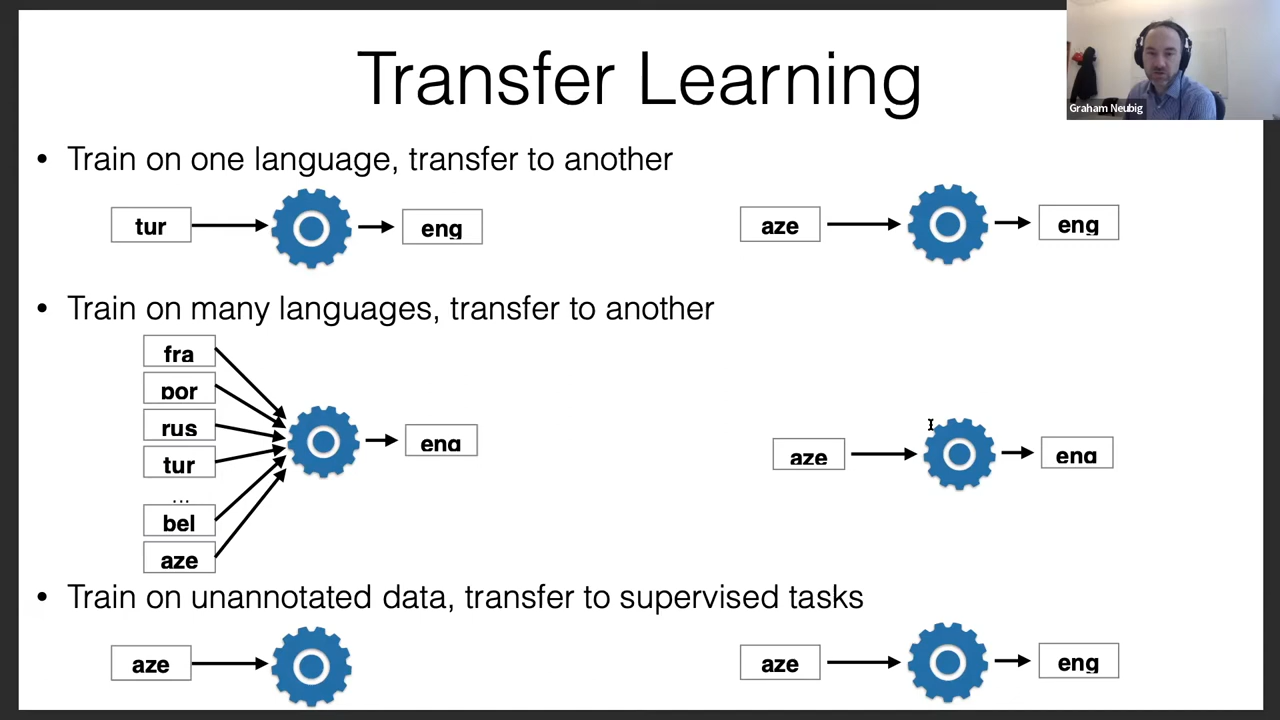 Transfer Learning
Graham Neubig
• Train on one language, transfer to another
tur eng aze eng
• Train on many languages, transfer to another
fra
por
rus
eng
aze eng
tur
...
bel
aze
• Train on unannotated data, transfer to supervised tasks
aze aze eng